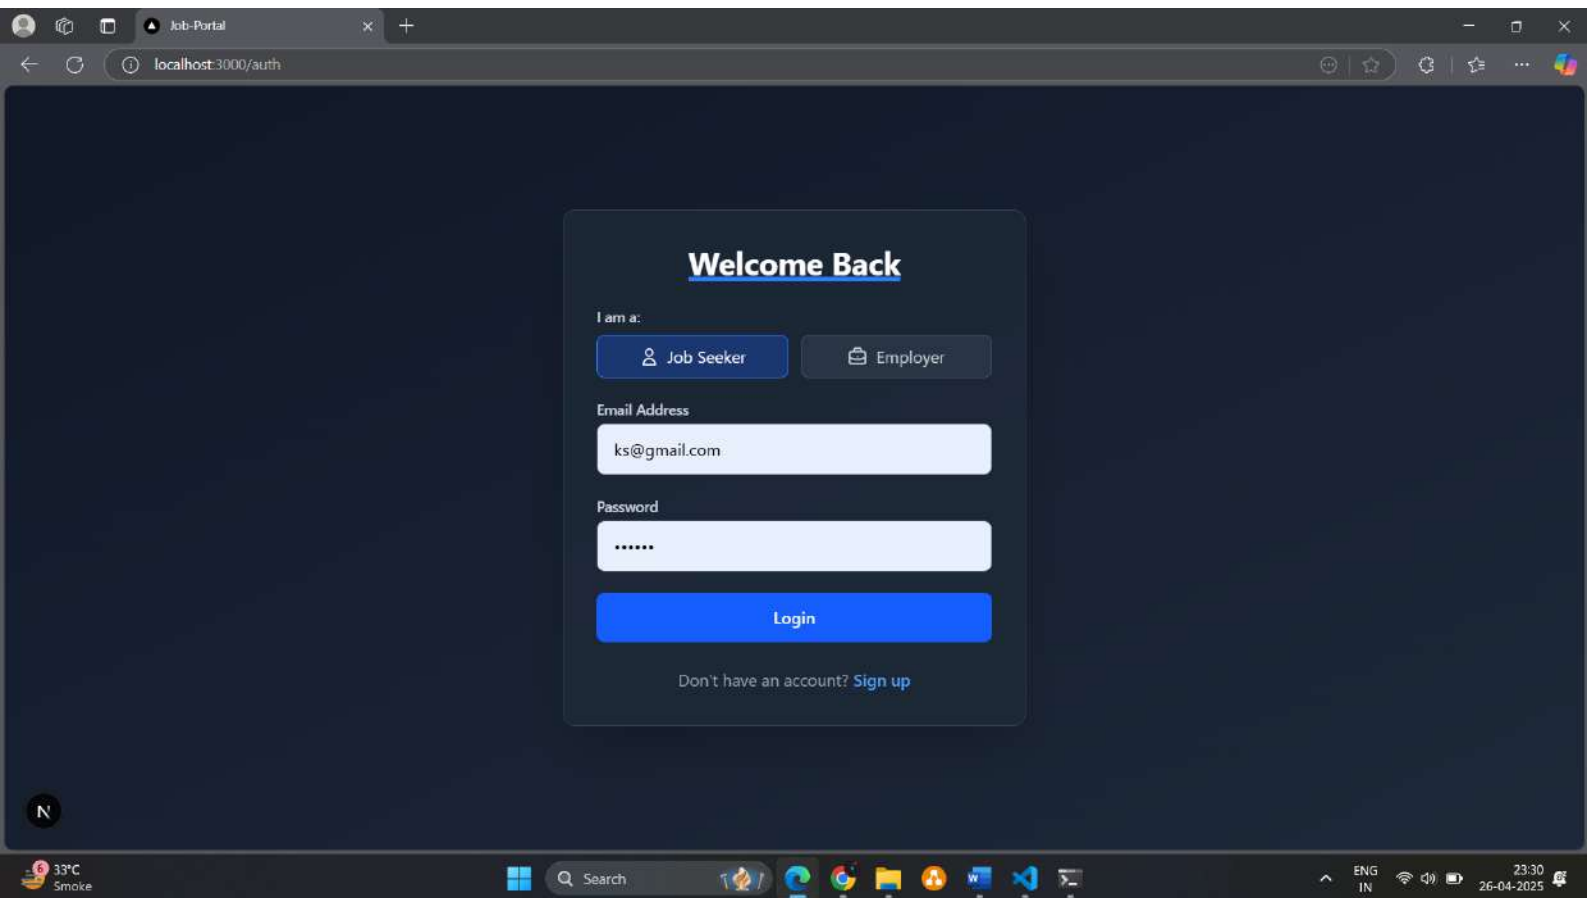 Job-Portal
localhost:3000/auth
Welcome Back
I am a:
Job Seeker
Employer
Email Address
ks@gmail.com
Password
••••••
Login
Don't have an account? Sign up
N
6
33°C
Smoke
Search
W
ENG
IN
23:30
26-04-2025